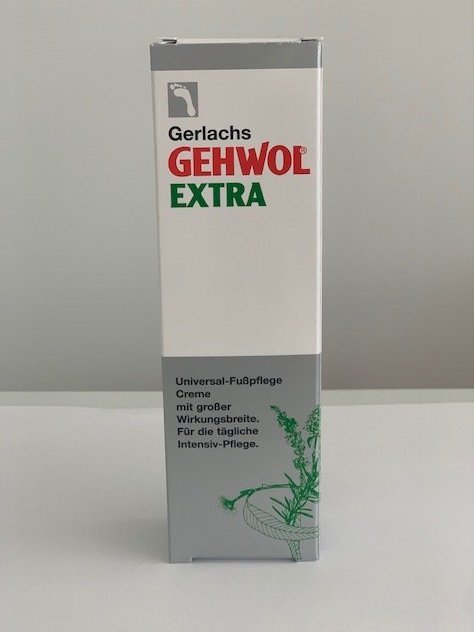 Gerlachs
GEHWOL®
EXTRA
Universal-Fußpflege
Creme
mit großer
Wirkungsbreite.
Für die tägliche
Intensiv-Pflege.